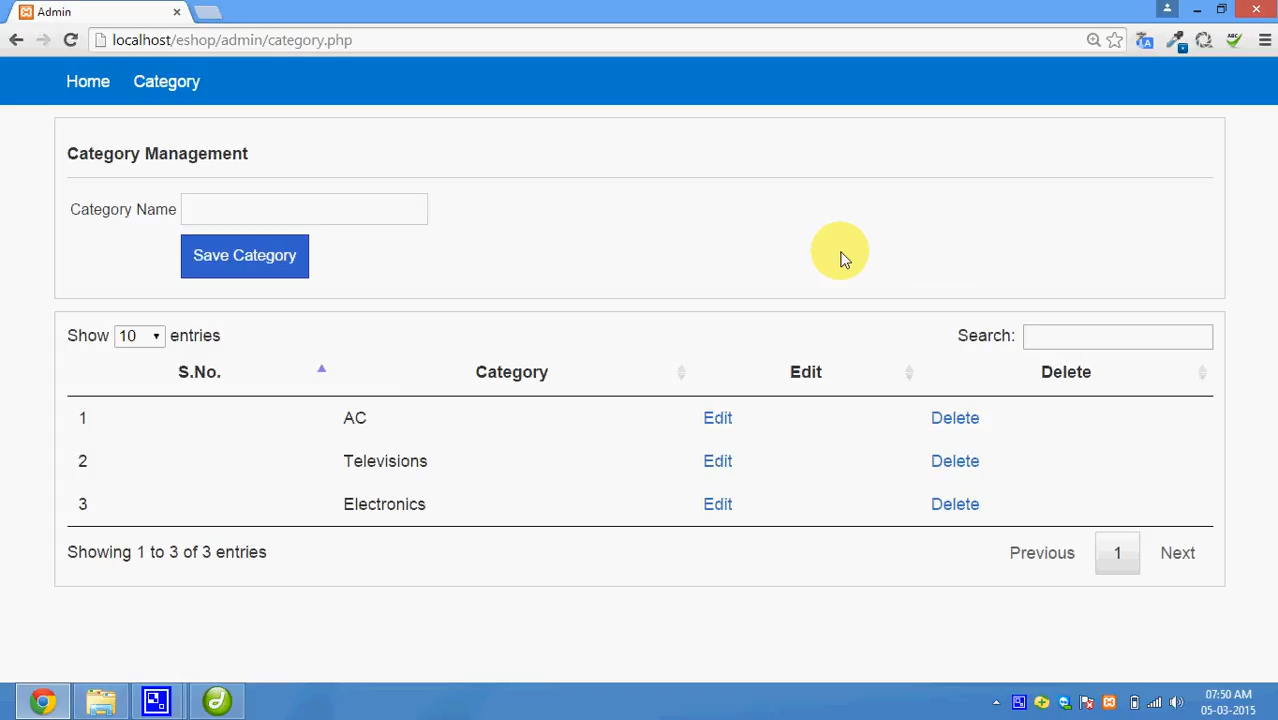 Admin
localhost/eshop/admin/category.php
ABC
Home Category
Category Management
Category Name
Save Category
Show 10 entries Search:
S.No. Category Edit Delete
1 AC Edit Delete
2 Televisions Edit Delete
3 Electronics Edit Delete
Showing 1 to 3 of 3 entries Previous 1 Next
07:50 AM
05-03-2015